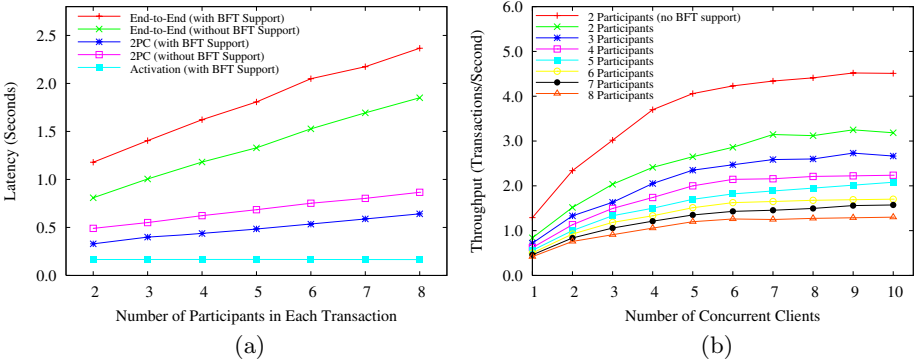 End-to-End (with BFT Support)
End-to-End (without BFT Support)
2PC (with BFT Support)
2PC (without BFT Support)
Activation (with BFT Support)
2.5
2.0
1.5
1.0
0.5
0.0
Latency (Seconds)
2 3 4 5 6 7 8
Number of Participants in Each Transaction
(a)
2 Participants (no BFT support)
2 Participants
3 Participants
4 Participants
5 Participants
6 Participants
7 Participants
8 Participants
6.0
5.0
4.0
3.0
2.0
1.0
0.0
Throughput (Transactions/Second)
1 2 3 4 5 6 7 8 9 10
Number of Concurrent Clients
(b)